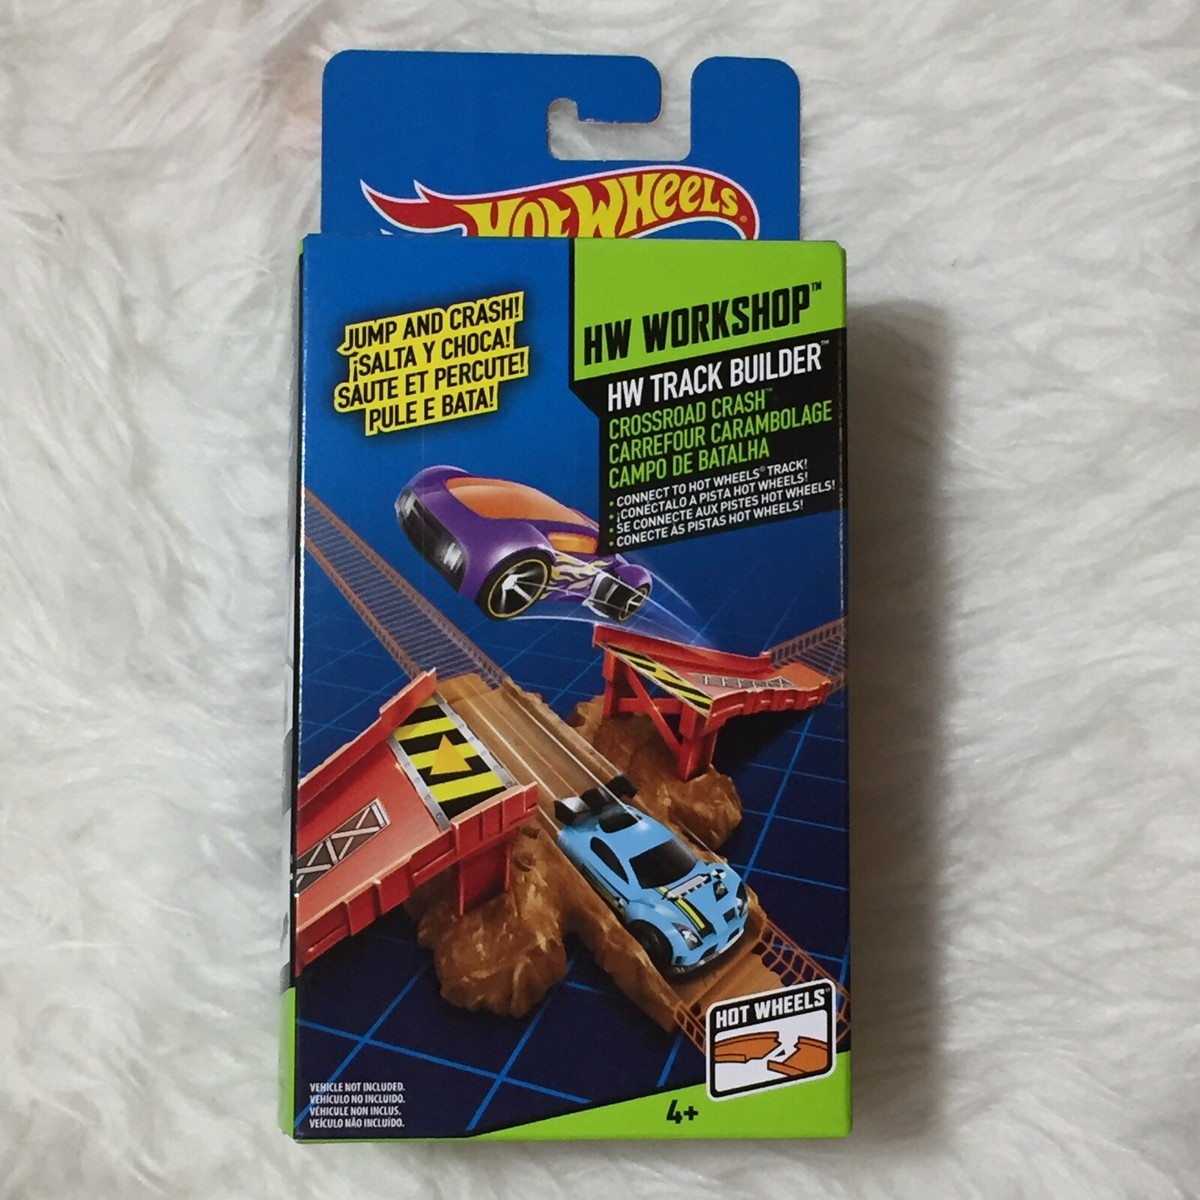 HOT WHEELS®
JUMP AND CRASH!
¡SALTA Y CHOCA!
SAUTE ET PERCUTE!
PULE E BATA!
HW WORKSHOP™
HW TRACK BUILDER™
CROSSROAD CRASH™
CARREFOUR CARAMBOLAGE
CAMPO DE BATALHA
• CONNECT TO HOT WHEELS® TRACK!
• ¡CONÉCTALO A PISTA HOT WHEELS!
• SE CONNECTE AUX PISTES HOT WHEELS!
• CONECTE ÀS PISTAS HOT WHEELS!
HOT WHEELS®
VEHICLE NOT INCLUDED.
VEHÍCULO NO INCLUIDO.
VÉHICULE NON INCLUS.
VEÍCULO NÃO INCLUÍDO.
4+